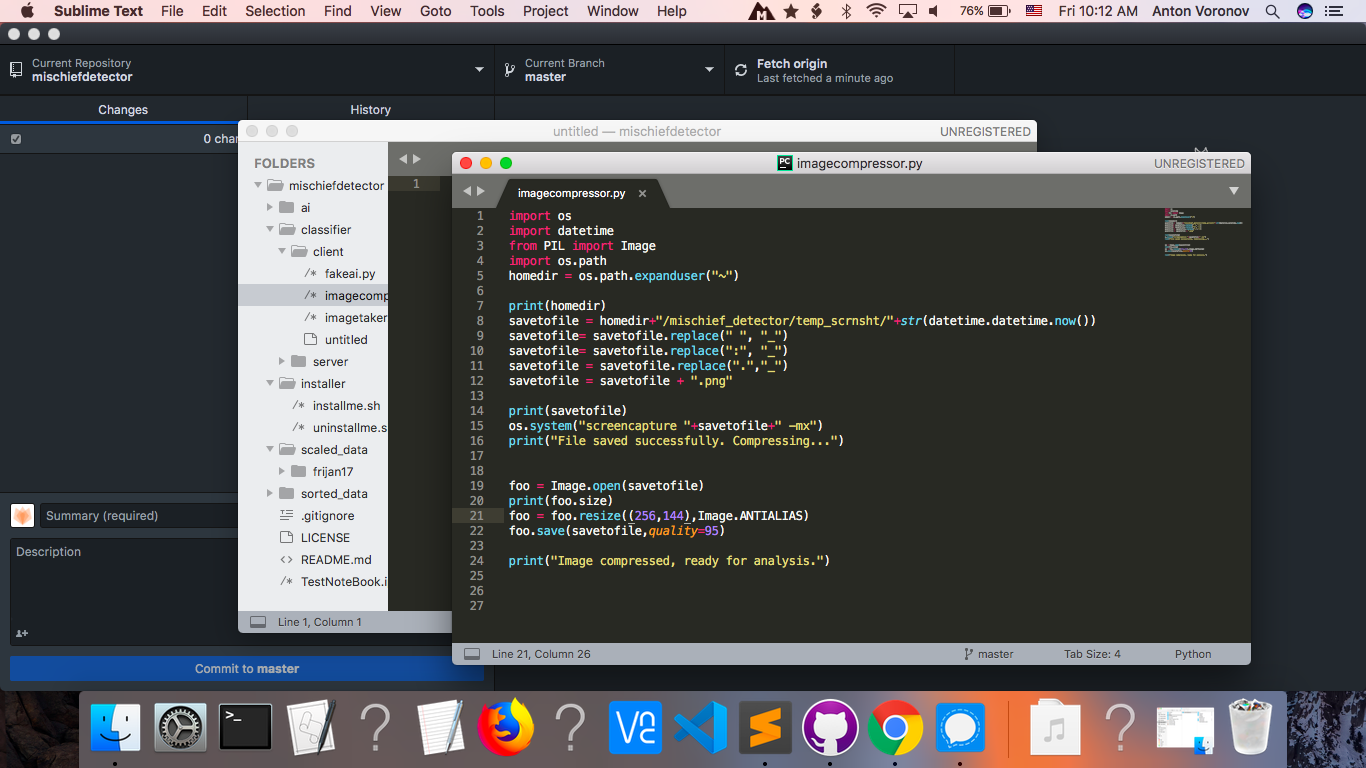 Sublime Text File Edit Selection Find View Goto Tools Project Window Help 76% Fri 10:12 AM Anton Voronov
Current Repository
mischiefdetector
Current Branch
master
Fetch origin
Last fetched a minute ago
Changes
History
0 char
untitled — mischiefdetector
UNREGISTERED
FOLDERS
mischiefdetector
ai
classifier
client
/* fakeai.py
/* imagecomp
/* imagetaker
untitled
server
installer
/* installme.sh
/* uninstallme.s
scaled_data
frijan17
sorted_data
.gitignore
LICENSE
<> README.md
/* TestNoteBook.i
1
Line 1, Column 1
PC imagecompressor.py
UNREGISTERED
imagecompressor.py ×
1 import os
2 import datetime
3 from PIL import Image
4 import os.path
5 homedir = os.path.expanduser("~")
6
7 print(homedir)
8 savetofile = homedir+"/mischief_detector/temp_scrnsht/"+str(datetime.datetime.now())
9 savetofile= savetofile.replace(" ", "_")
10 savetofile= savetofile.replace(":", "_")
11 savetofile = savetofile.replace(".","_")
12 savetofile = savetofile + ".png"
13
14 print(savetofile)
15 os.system("screencapture "+savetofile+" -mx")
16 print("File saved successfully. Compressing...")
17
18
19 foo = Image.open(savetofile)
20 print(foo.size)
21 foo = foo.resize((256,144),Image.ANTIALIAS)
22 foo.save(savetofile,quality=95)
23
24 print("Image compressed, ready for analysis.")
25
26
27
Line 21, Column 26
master
Tab Size: 4
Python
Summary (required)
Description
Commit to master